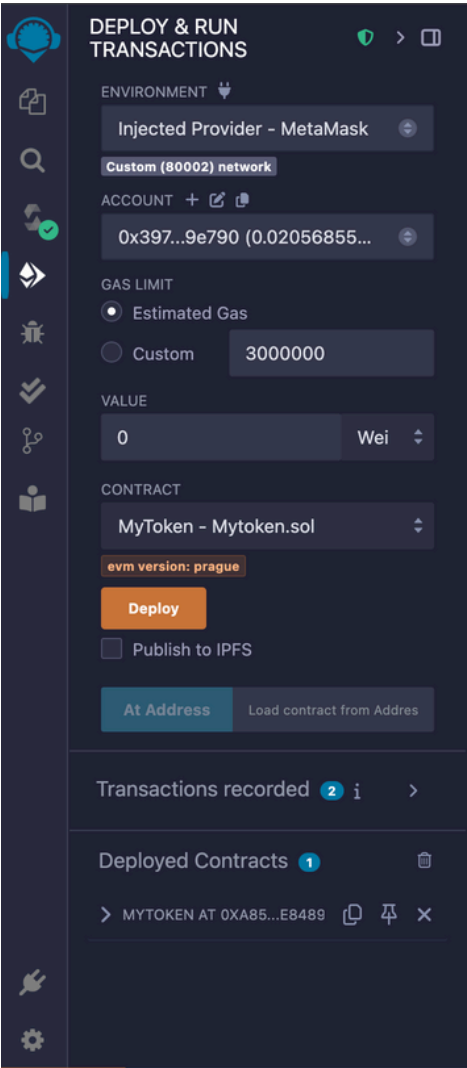 DEPLOY & RUN
TRANSACTIONS
ENVIRONMENT
Injected Provider - MetaMask
Custom (80002) network
ACCOUNT
0x397...9e790 (0.02056855...
GAS LIMIT
Estimated Gas
Custom 3000000
VALUE
0 Wei
CONTRACT
MyToken - Mytoken.sol
evm version: prague
Deploy
Publish to IPFS
At Address Load contract from Addres
Transactions recorded 2 i
Deployed Contracts 1
MYTOKEN AT 0XA85...E8489